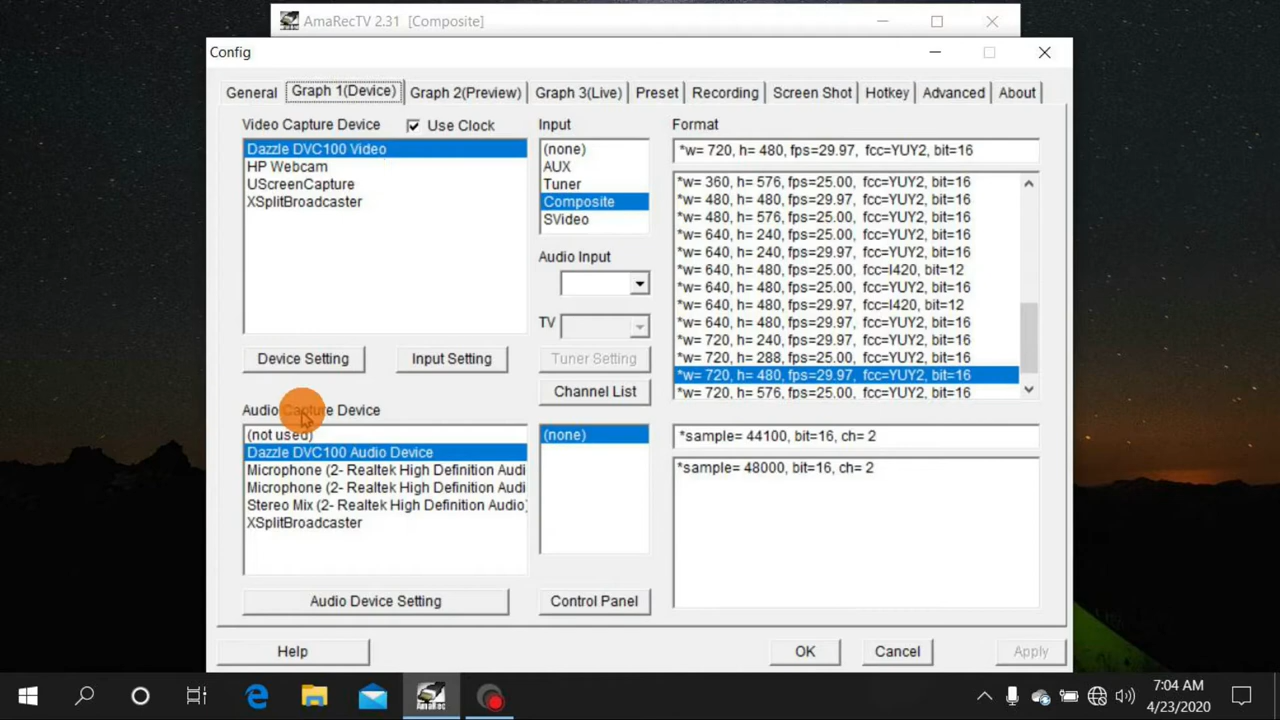 AmaRecTV 2.31 [Composite]
Config
General Graph 1(Device) Graph 2(Preview) Graph 3(Live) Preset Recording Screen Shot Hotkey Advanced About
Video Capture Device Use Clock Input Format
Dazzle DVC100 Video
HP Webcam
UScreenCapture
XSplitBroadcaster
(none)
AUX
Tuner
Composite
SVideo
Audio Input
TV
*w= 720, h= 480, fps=29.97, fcc=YUY2, bit=16
*w= 360, h= 576, fps=25.00, fcc=YUY2, bit=16
*w= 480, h= 480, fps=29.97, fcc=YUY2, bit=16
*w= 480, h= 576, fps=25.00, fcc=YUY2, bit=16
*w= 640, h= 240, fps=25.00, fcc=YUY2, bit=16
*w= 640, h= 240, fps=29.97, fcc=YUY2, bit=16
*w= 640, h= 480, fps=25.00, fcc=I420, bit=12
*w= 640, h= 480, fps=25.00, fcc=YUY2, bit=16
*w= 640, h= 480, fps=29.97, fcc=I420, bit=12
*w= 640, h= 480, fps=29.97, fcc=YUY2, bit=16
*w= 720, h= 240, fps=29.97, fcc=YUY2, bit=16
*w= 720, h= 288, fps=25.00, fcc=YUY2, bit=16
*w= 720, h= 480, fps=29.97, fcc=YUY2, bit=16
*w= 720, h= 576, fps=25.00, fcc=YUY2, bit=16
Device Setting Input Setting Tuner Setting
Channel List
Audio Capture Device
(not used)
Dazzle DVC100 Audio Device
Microphone (2- Realtek High Definition Audi
Microphone (2- Realtek High Definition Audi
Stereo Mix (2- Realtek High Definition Audio)
XSplitBroadcaster
(none)
*sample= 44100, bit=16, ch= 2
*sample= 48000, bit=16, ch= 2
Audio Device Setting Control Panel
Help OK Cancel Apply
AmaRec
7:04 AM
4/23/2020